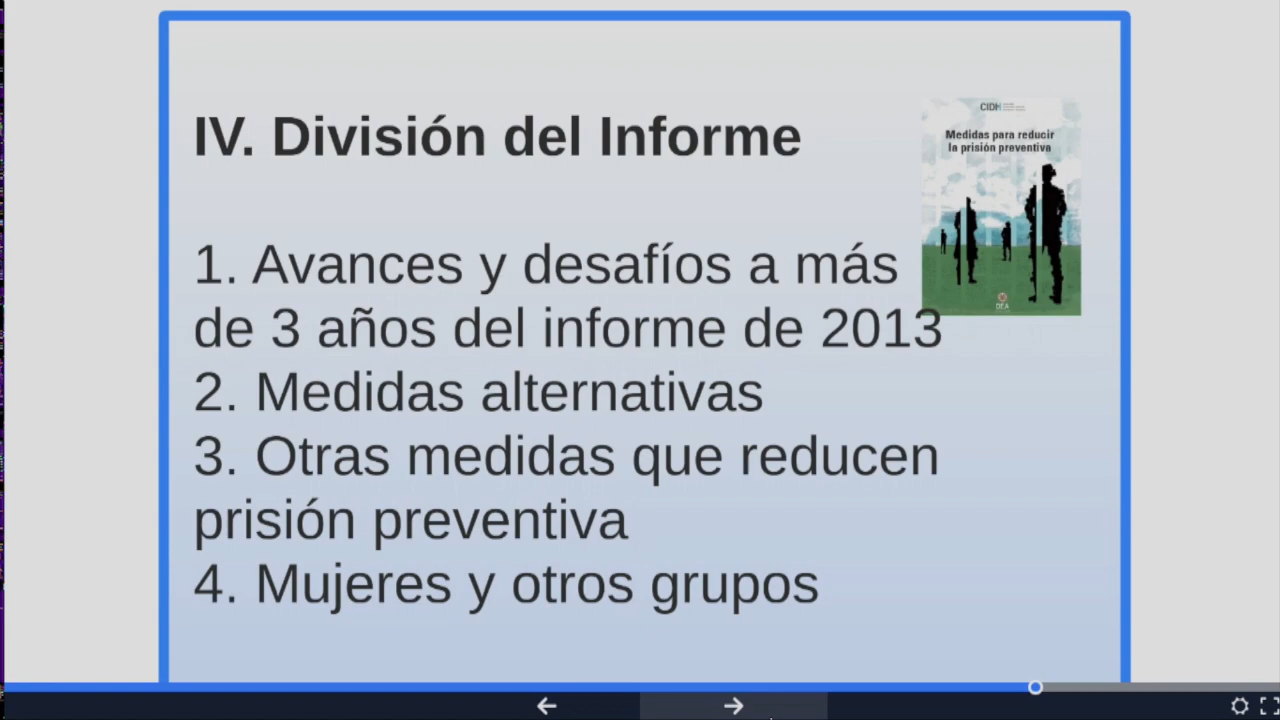 IV. División del Informe
CIDH
Medidas para reducir
la prisión preventiva
OEA
1. Avances y desafíos a más
de 3 años del informe de 2013
2. Medidas alternativas
3. Otras medidas que reducen
prisión preventiva
4. Mujeres y otros grupos